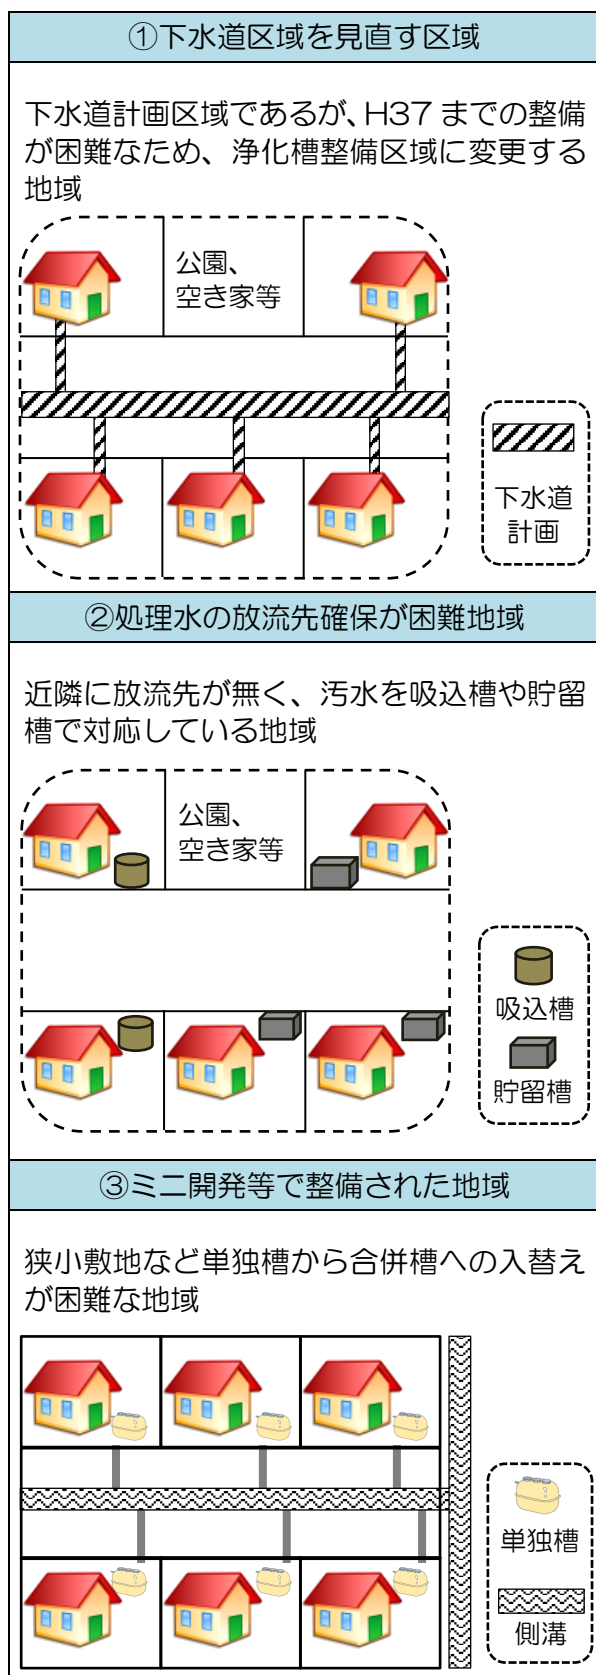 ①下水道区域を見直す区域
下水道計画区域であるが、H37 までの整備
が困難なため、浄化槽整備区域に変更する
地域
公園、
空き家等
下水道
計画
②処理水の放流先確保が困難地域
近隣に放流先が無く、汚水を吸込槽や貯留
槽で対応している地域
公園、
空き家等
吸込槽
貯留槽
③ミニ開発等で整備された地域
狭小敷地など単独槽から合併槽への入替え
が困難な地域
単独槽
側溝